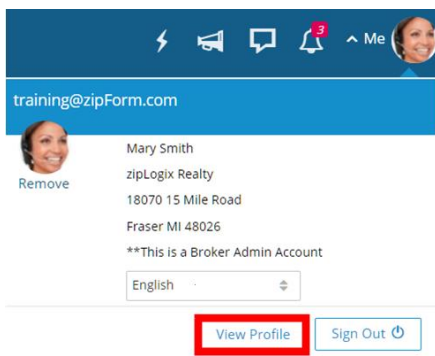 3
Me
training@zipForm.com
Remove
Mary Smith
zipLogix Realty
18070 15 Mile Road
Fraser MI 48026
**This is a Broker Admin Account
English
View Profile
Sign Out